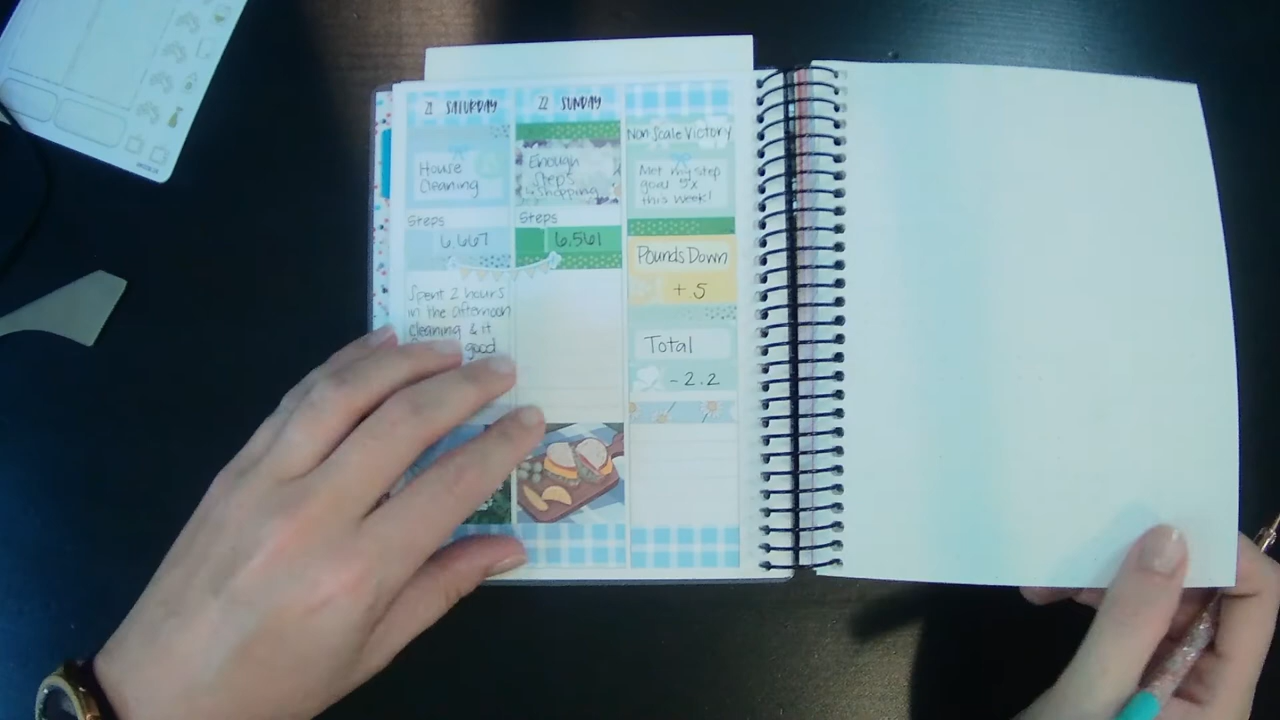 21 SATURDAY
House
Cleaning
Steps
6,667
Spent 2 hours
in the afternoon
cleaning & it
good
22 SUNDAY
Enough
Steps
Shopping
Steps
6,561
Non Scale Victory
Met my step
goal 5x
this week!
Pounds Down
+.5
Total
-2.2